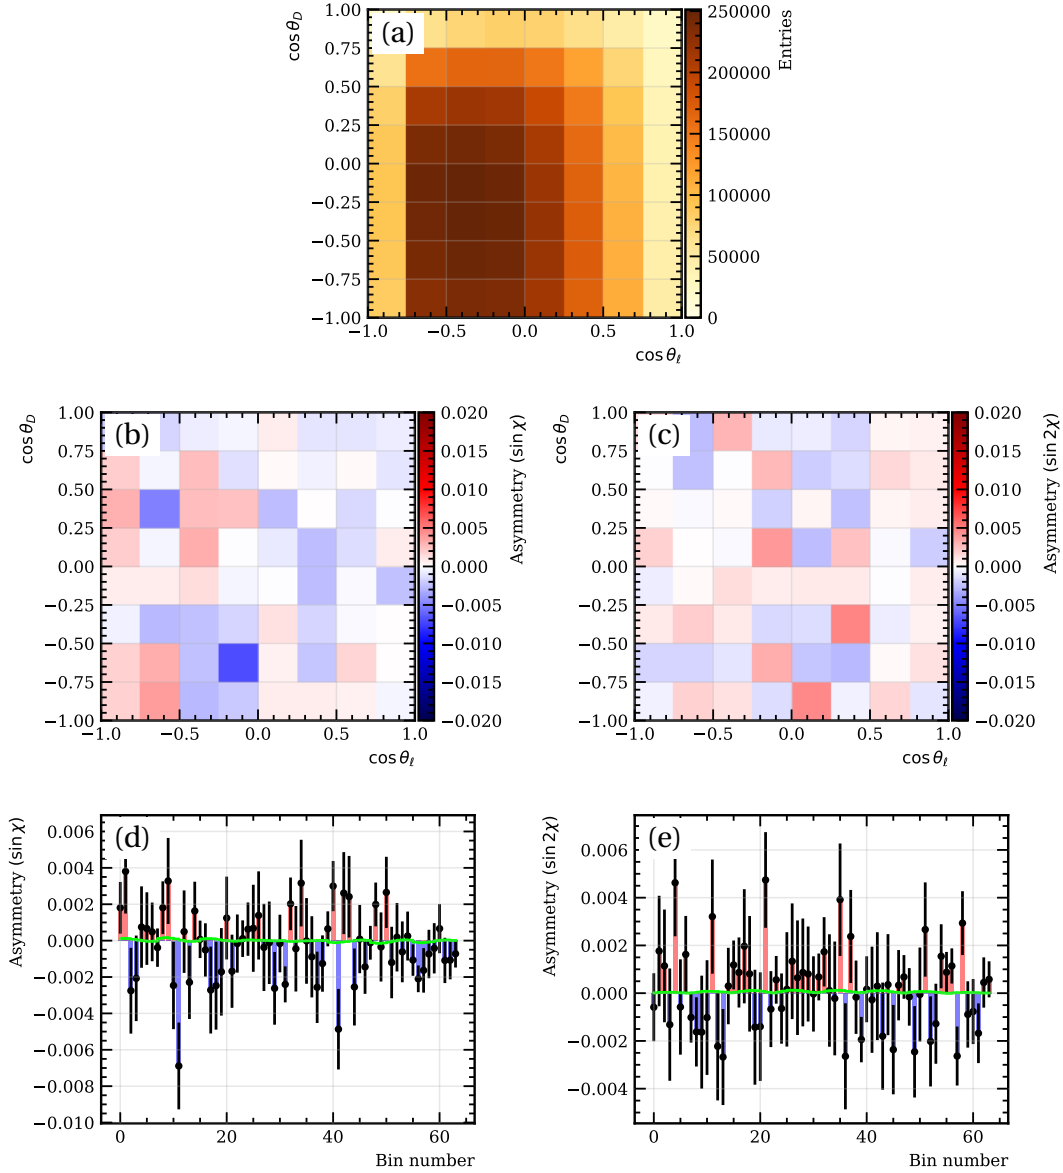 (a)
cos θ_D
1.00
0.75
0.50
0.25
0.00
−0.25
−0.50
−0.75
−1.00
−1.0 −0.5 0.0 0.5 1.0
cos θ_ℓ
250000
200000
150000
100000
50000
0
Entries
(b)
cos θ_D
1.00
0.75
0.50
0.25
0.00
−0.25
−0.50
−0.75
−1.00
−1.0 −0.5 0.0 0.5 1.0
cos θ_ℓ
0.020
0.015
0.010
0.005
0.000
−0.005
−0.010
−0.015
−0.020
Asymmetry (sin χ)
(c)
cos θ_D
1.00
0.75
0.50
0.25
0.00
−0.25
−0.50
−0.75
−1.00
−1.0 −0.5 0.0 0.5 1.0
cos θ_ℓ
0.020
0.015
0.010
0.005
0.000
−0.005
−0.010
−0.015
−0.020
Asymmetry (sin 2χ)
(d)
Asymmetry (sin χ)
0.006
0.004
0.002
0.000
−0.002
−0.004
−0.006
−0.008
−0.010
0 20 40 60
Bin number
(e)
Asymmetry (sin 2χ)
0.006
0.004
0.002
0.000
−0.002
−0.004
0 20 40 60
Bin number